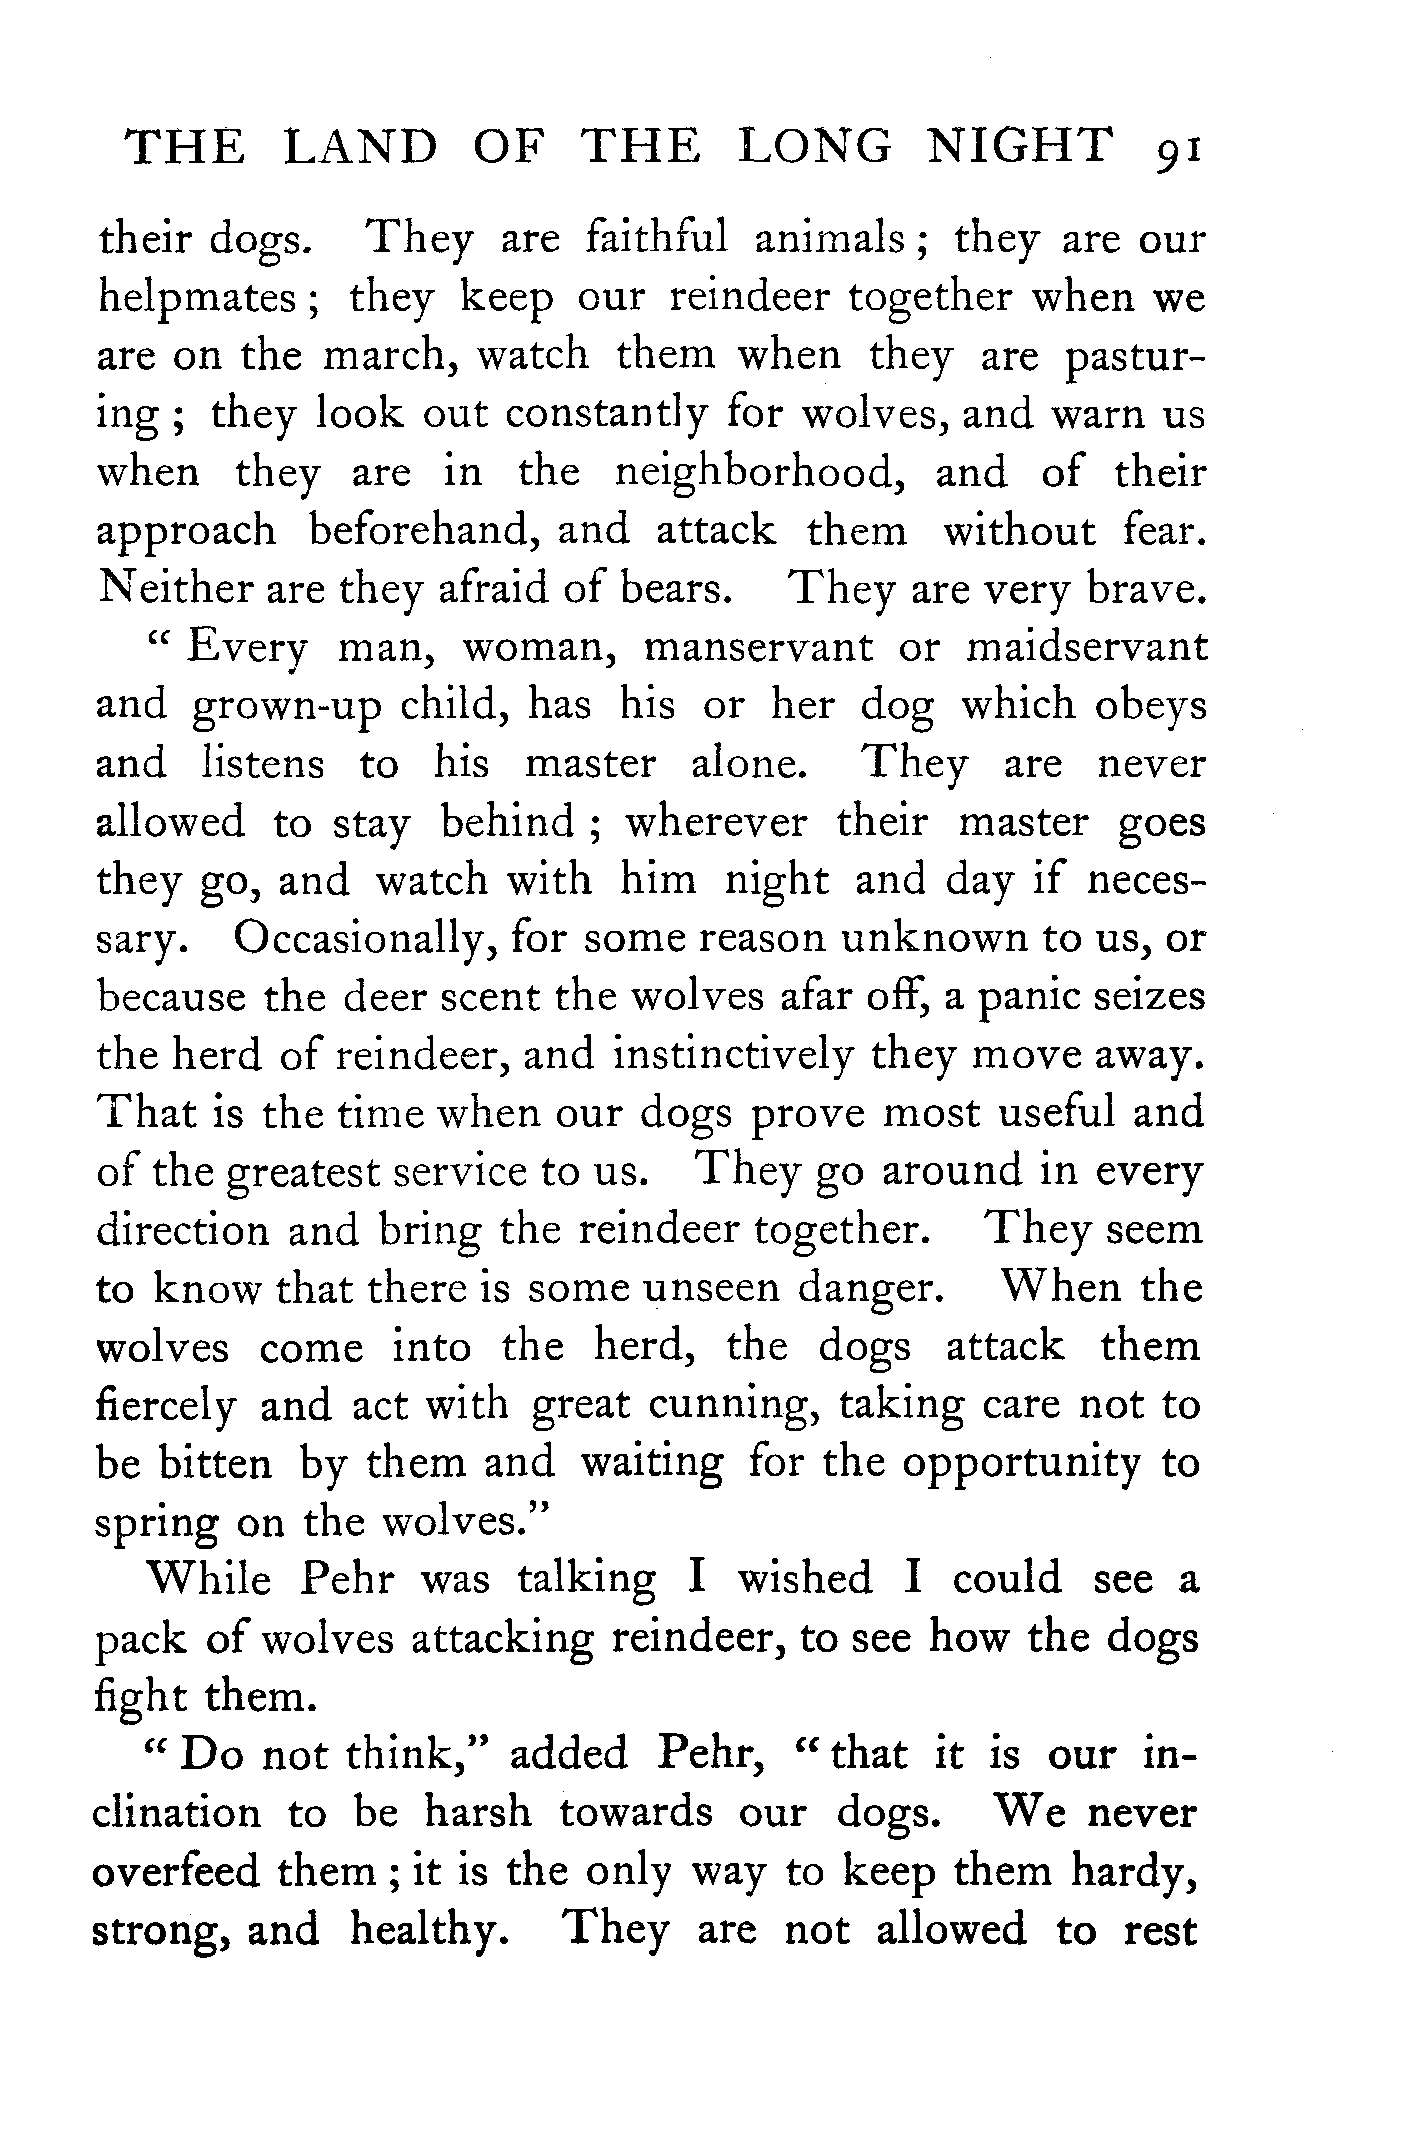 THE LAND OF THE LONG NIGHT 91
their dogs. They are faithful animals ; they are our
helpmates ; they keep our reindeer together when we
are on the march, watch them when they are pastur-
ing ; they look out constantly for wolves, and warn us
when they are in the neighborhood, and of their
approach beforehand, and attack them without fear.
Neither are they afraid of bears. They are very brave.
“ Every man, woman, manservant or maidservant
and grown-up child, has his or her dog which obeys
and listens to his master alone. They are never
allowed to stay behind ; wherever their master goes
they go, and watch with him night and day if neces-
sary. Occasionally, for some reason unknown to us, or
because the deer scent the wolves afar off, a panic seizes
the herd of reindeer, and instinctively they move away.
That is the time when our dogs prove most useful and
of the greatest service to us. They go around in every
direction and bring the reindeer together. They seem
to know that there is some unseen danger. When the
wolves come into the herd, the dogs attack them
fiercely and act with great cunning, taking care not to
be bitten by them and waiting for the opportunity to
spring on the wolves.”
While Pehr was talking I wished I could see a
pack of wolves attacking reindeer, to see how the dogs
fight them.
“ Do not think,” added Pehr, “ that it is our in-
clination to be harsh towards our dogs. We never
overfeed them ; it is the only way to keep them hardy,
strong, and healthy. They are not allowed to rest